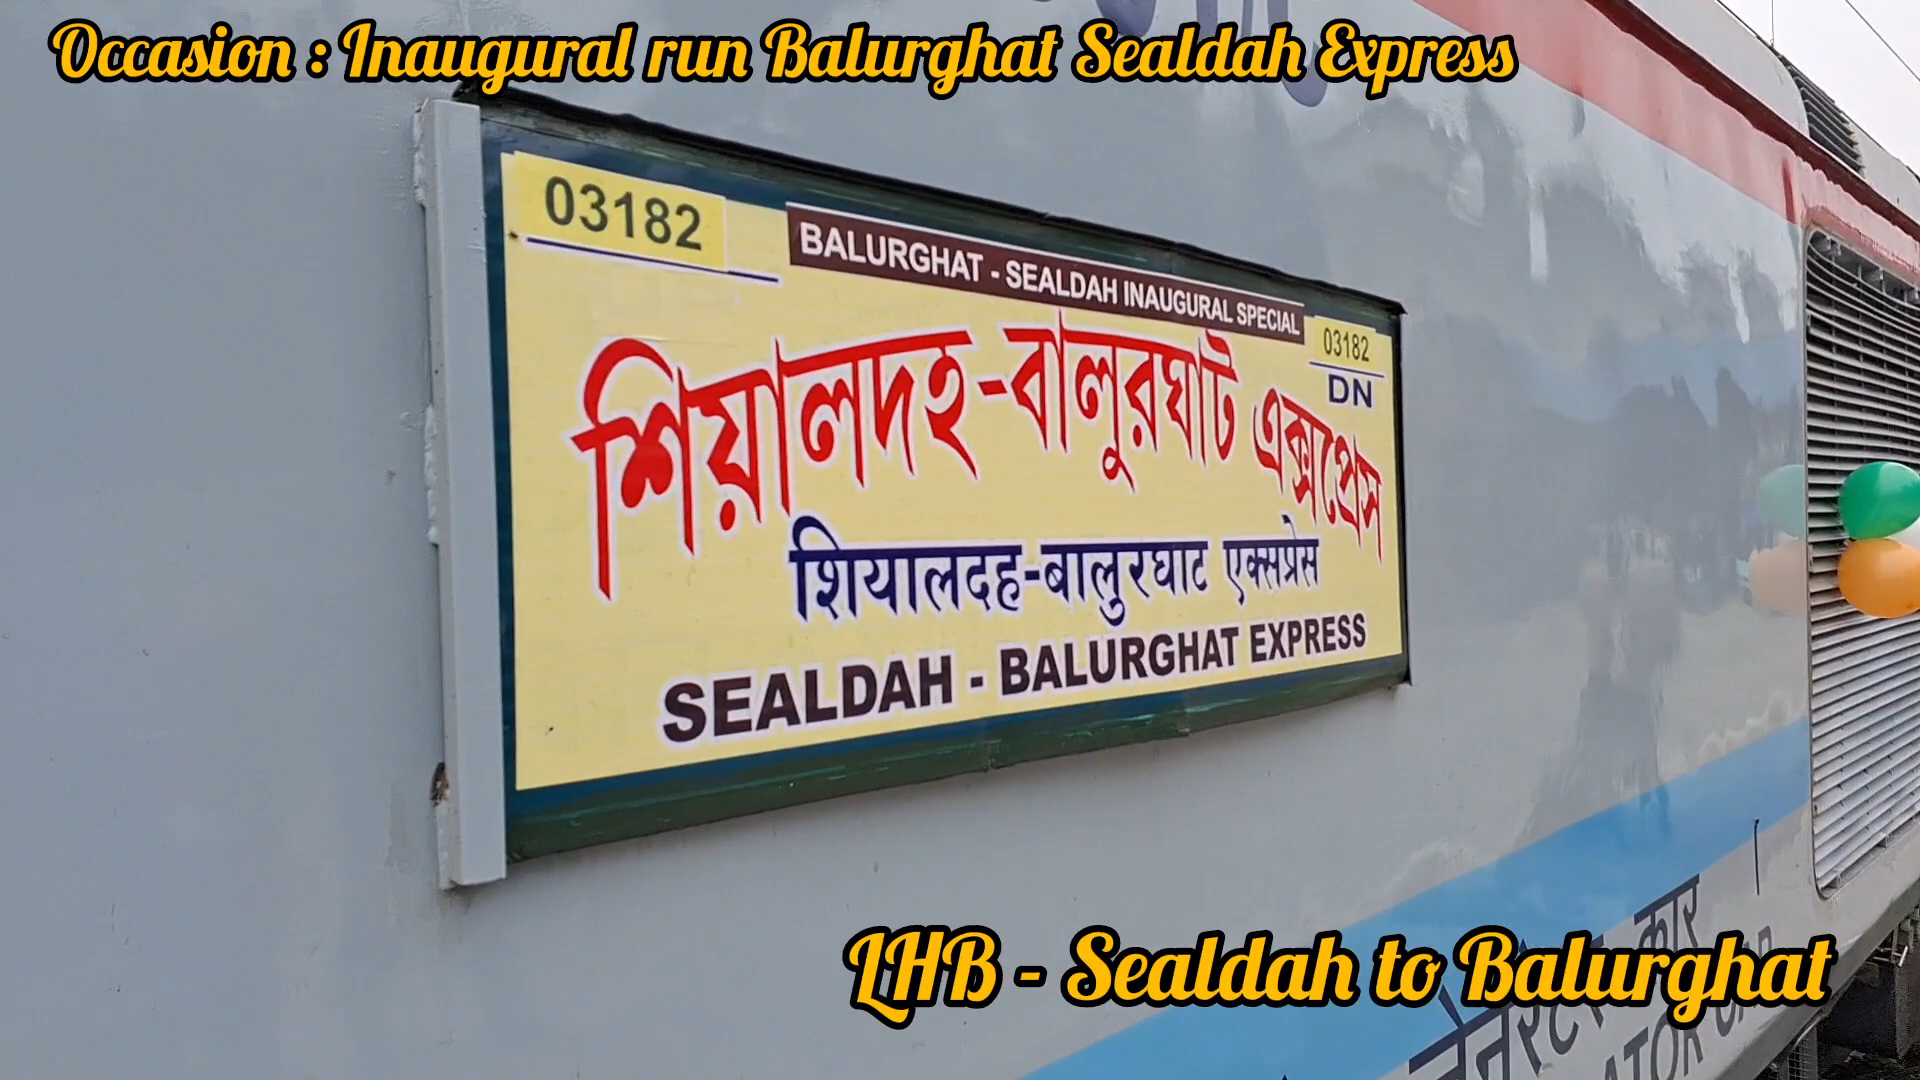 Occasion : Inaugural run Balurghat Sealdah Express
03182
BALURGHAT - SEALDAH INAUGURAL SPECIAL
03182
DN
শিয়ালদহ-বালুরঘাট এক্সপ্রেস
शियालदह-बालुरघाट एक्सप्रेस
SEALDAH - BALURGHAT EXPRESS
LHB - Sealdah to Balurghat
कार